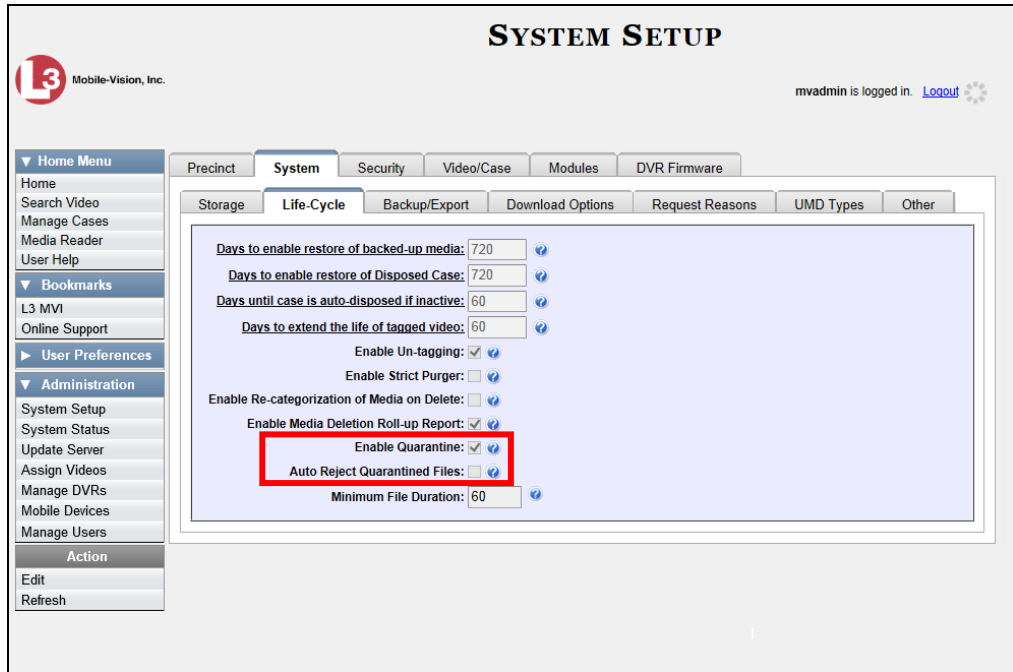 SYSTEM SETUP
L3 Mobile-Vision, Inc.
mvadmin is logged in. Logout
▼ Home Menu
Home
Search Video
Manage Cases
Media Reader
User Help
▼ Bookmarks
L3 MVI
Online Support
► User Preferences
▼ Administration
System Setup
System Status
Update Server
Assign Videos
Manage DVRs
Mobile Devices
Manage Users
Action
Edit
Refresh
Precinct System Security Video/Case Modules DVR Firmware
Storage Life-Cycle Backup/Export Download Options Request Reasons UMD Types Other
Days to enable restore of backed-up media: 720 ?
Days to enable restore of Disposed Case: 720 ?
Days until case is auto-disposed if inactive: 60 ?
Days to extend the life of tagged video: 60 ?
Enable Un-tagging: ?
Enable Strict Purger: ?
Enable Re-categorization of Media on Delete: ?
Enable Media Deletion Roll-up Report: ?
Enable Quarantine: ?
Auto Reject Quarantined Files: ?
Minimum File Duration: 60 ?